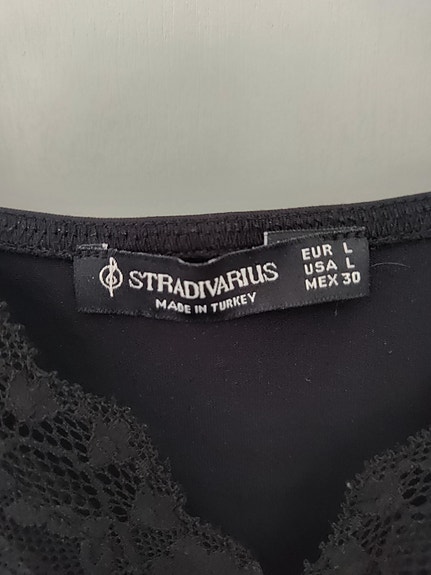 STRADIVARIUS
MADE IN TURKEY
EUR L
USA L
MEX 30